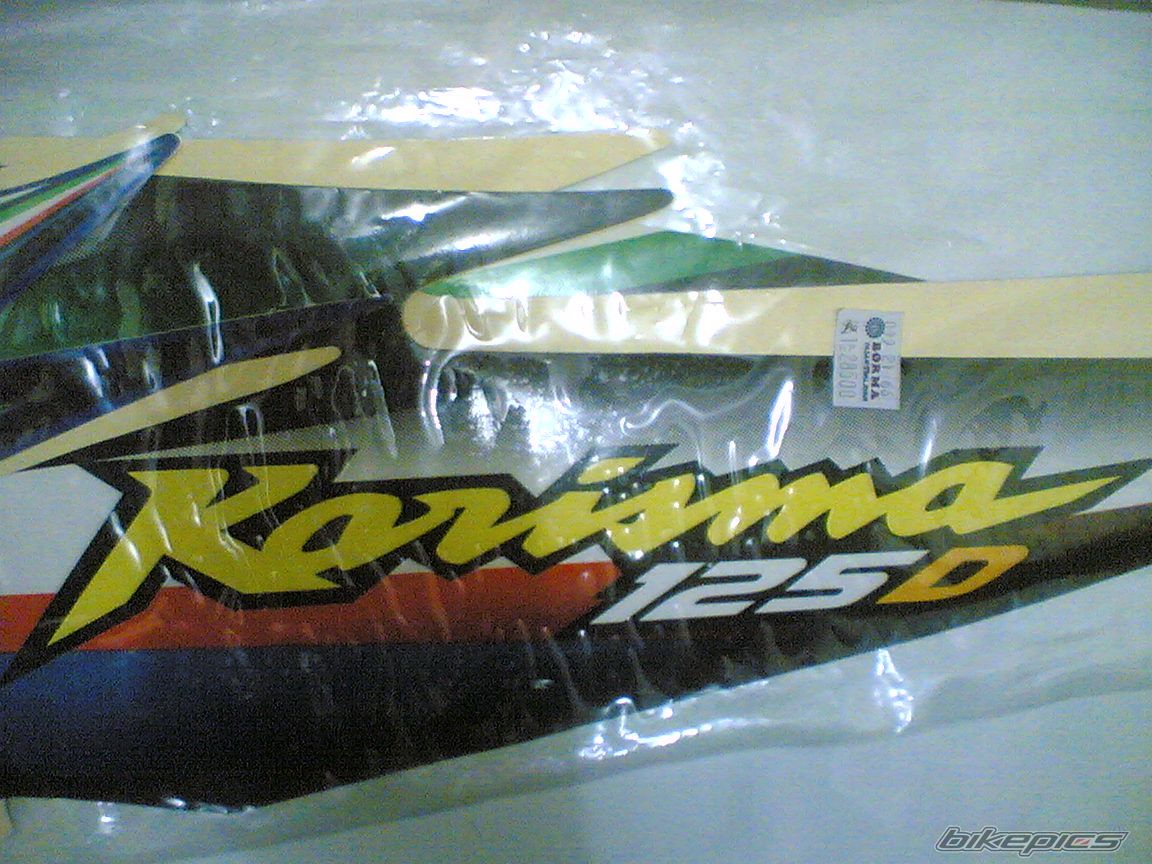 BORMA
Karisma
125D
bikepics